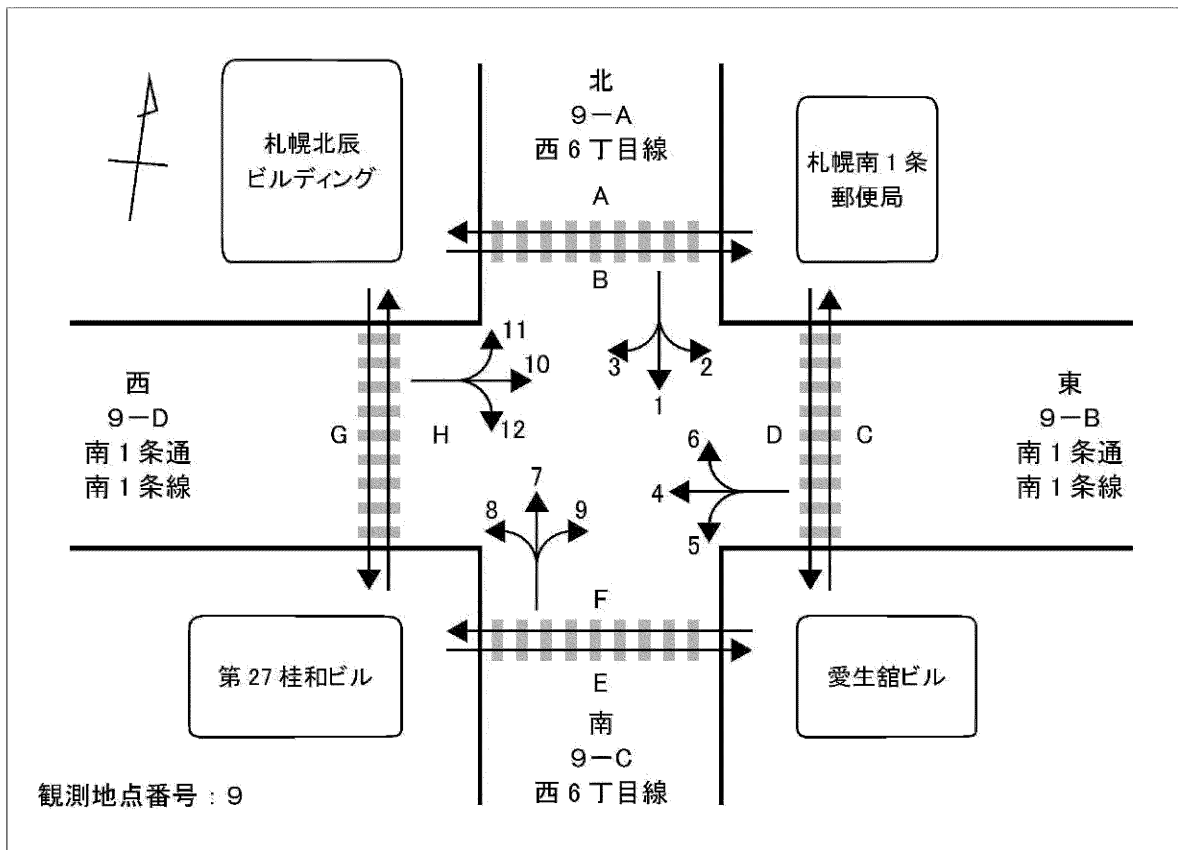 北
9－A
西6丁目線
札幌北辰
ビルディング
札幌南1条
郵便局
A
B
11
10
12
3
2
1
西
9－D
南1条通
南1条線
G
H
D
C
東
9－B
南1条通
南1条線
6
4
5
7
8
9
F
E
第27桂和ビル
愛生舘ビル
南
9－C
西6丁目線
観測地点番号：9